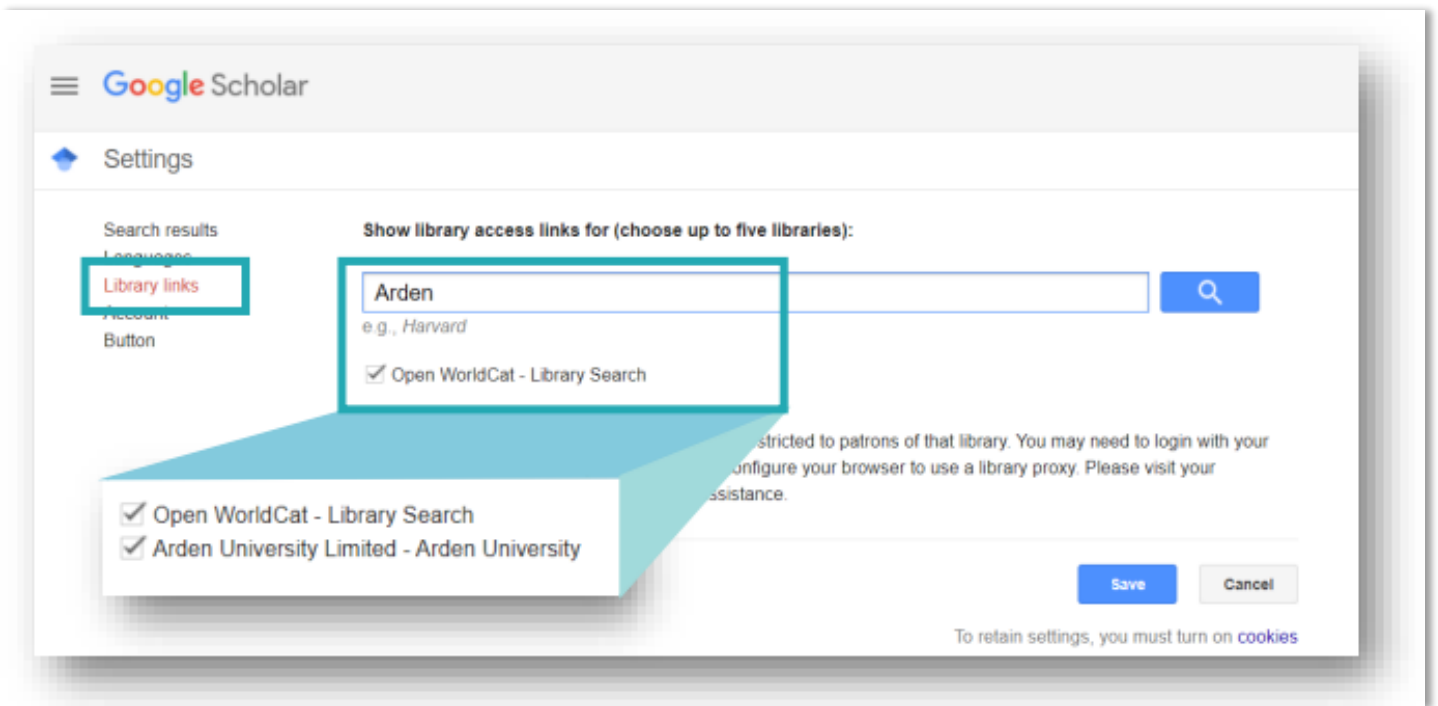 Google Scholar
Settings
Search results
Languages
Library links
Account
Button
Show library access links for (choose up to five libraries):
Arden
e.g., Harvard
Open WorldCat - Library Search
to patrons of that library. You may need to login with your
your browser to use a library proxy. Please visit your
Open WorldCat - Library Search
Arden University Limited - Arden University
Save
Cancel
To retain settings, you must turn on cookies